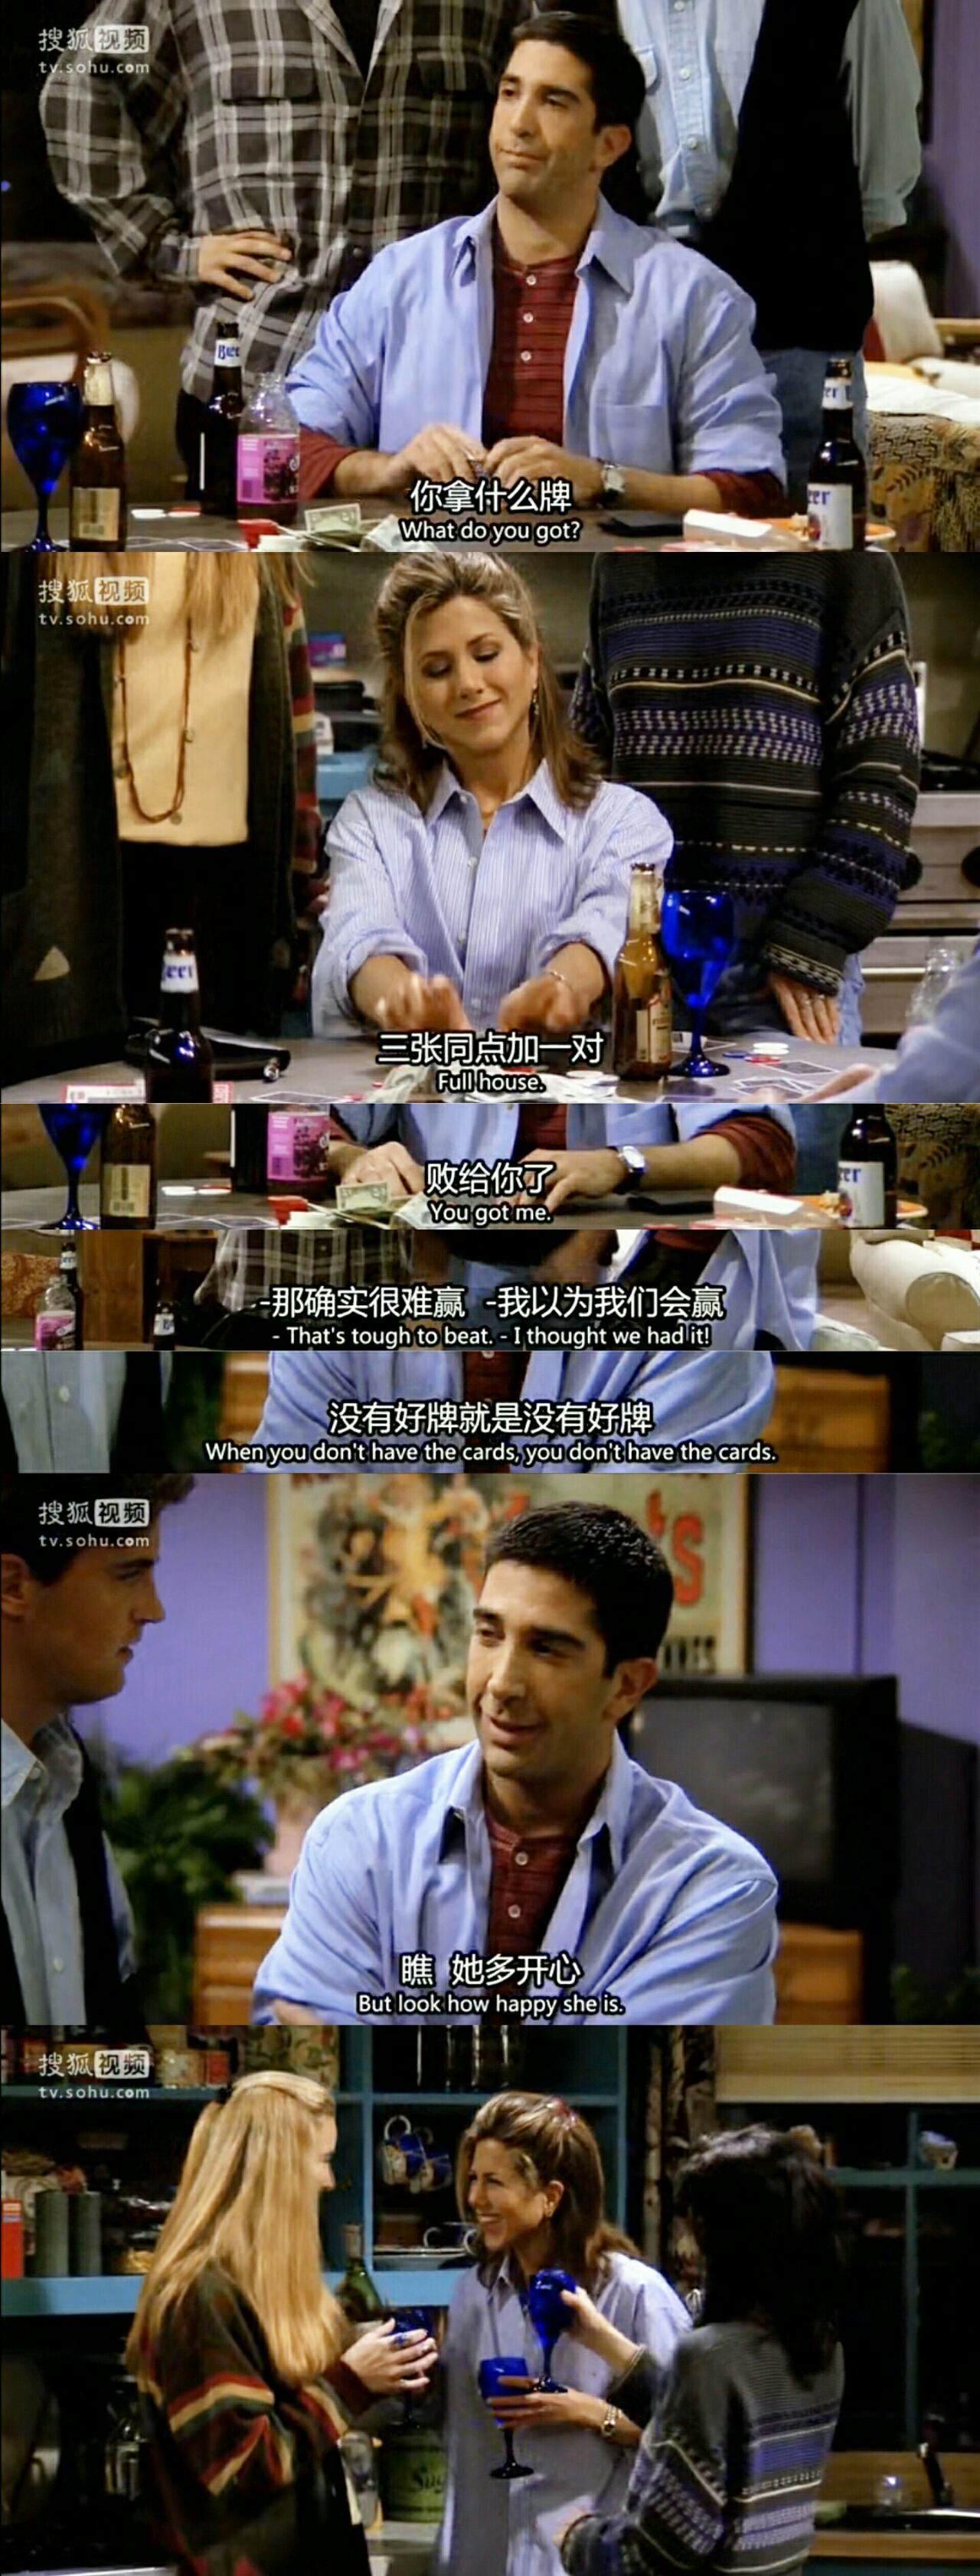 搜狐视频
tv.sohu.com
Beer
你拿什么牌
What do you got?
搜狐视频
tv.sohu.com
三张同点加一对
Full house.
败给你了
You got me.
-那确实很难赢 -我以为我们会赢
- That's tough to beat. - I thought we had it!
没有好牌就是没有好牌
When you don't have the cards, you don't have the cards.
搜狐视频
tv.sohu.com
瞧 她多开心
But look how happy she is.
搜狐视频
tv.sohu.com